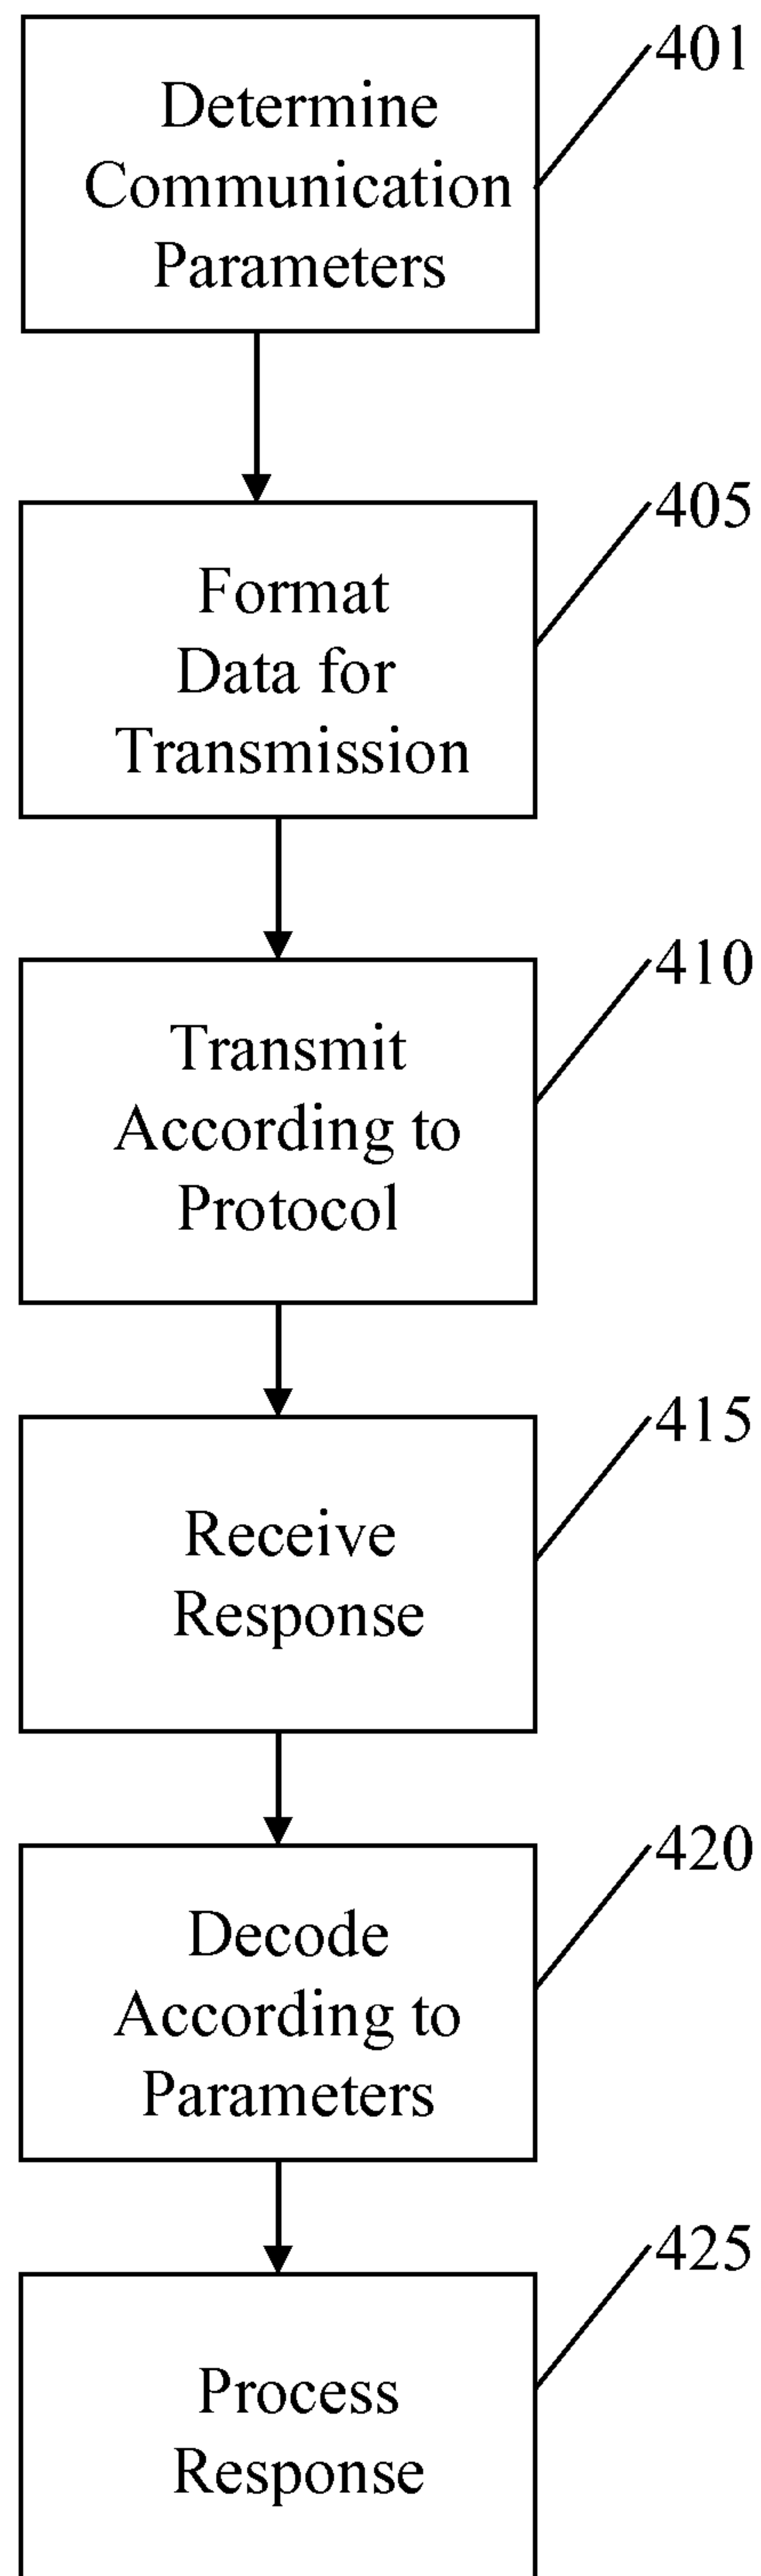 Determine
Communication
Parameters
401
Format
Data for
Transmission
405
Transmit
According to
Protocol
410
Receive
Response
415
Decode
According to
Parameters
420
Process
Response
425